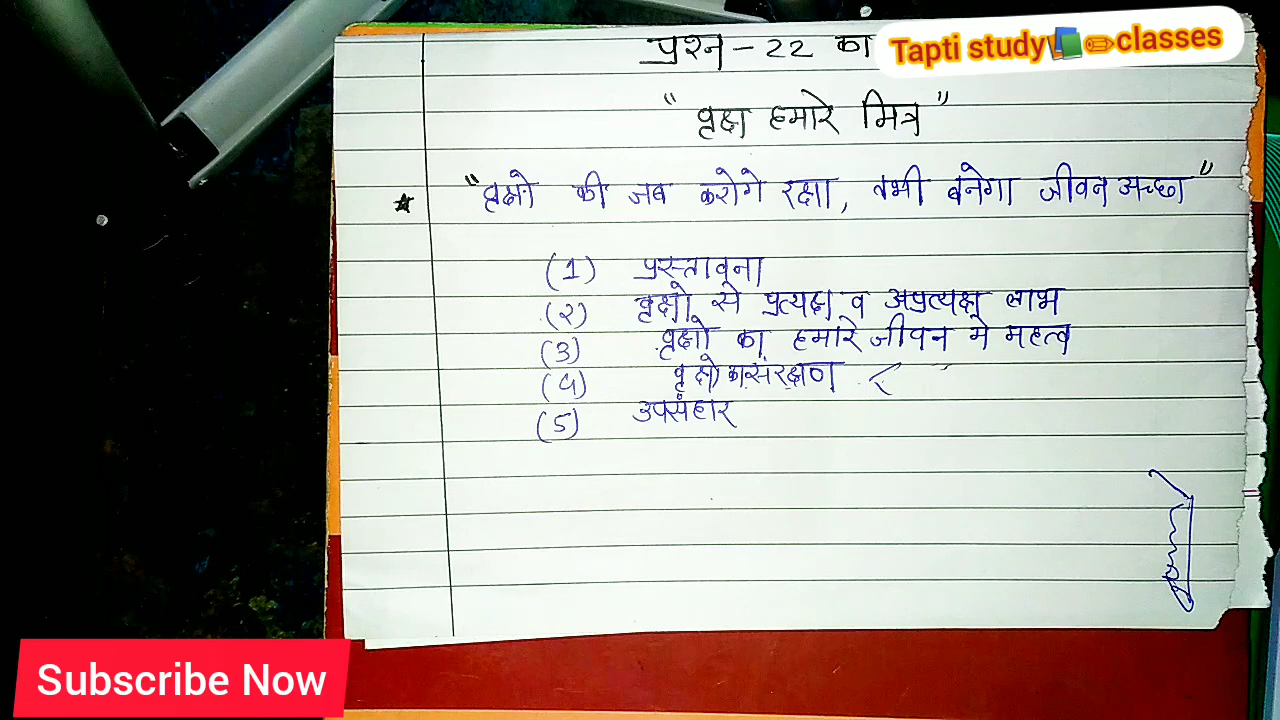 प्रश्न - 22 का
Tapti study classes
"वृक्ष हमारे मित्र"
"वृक्षो की जब करोगे रक्षा, तभी बनेगा जीवन अच्छा"
(1) प्रस्तावना
(२) वृक्षो से प्रत्यक्ष व अप्रत्यक्ष लाभ
(3) वृक्षो का हमारे जीवन मे महत्व
(4) वृक्षो का संरक्षण
(5) उपसंहार
Subscribe Now